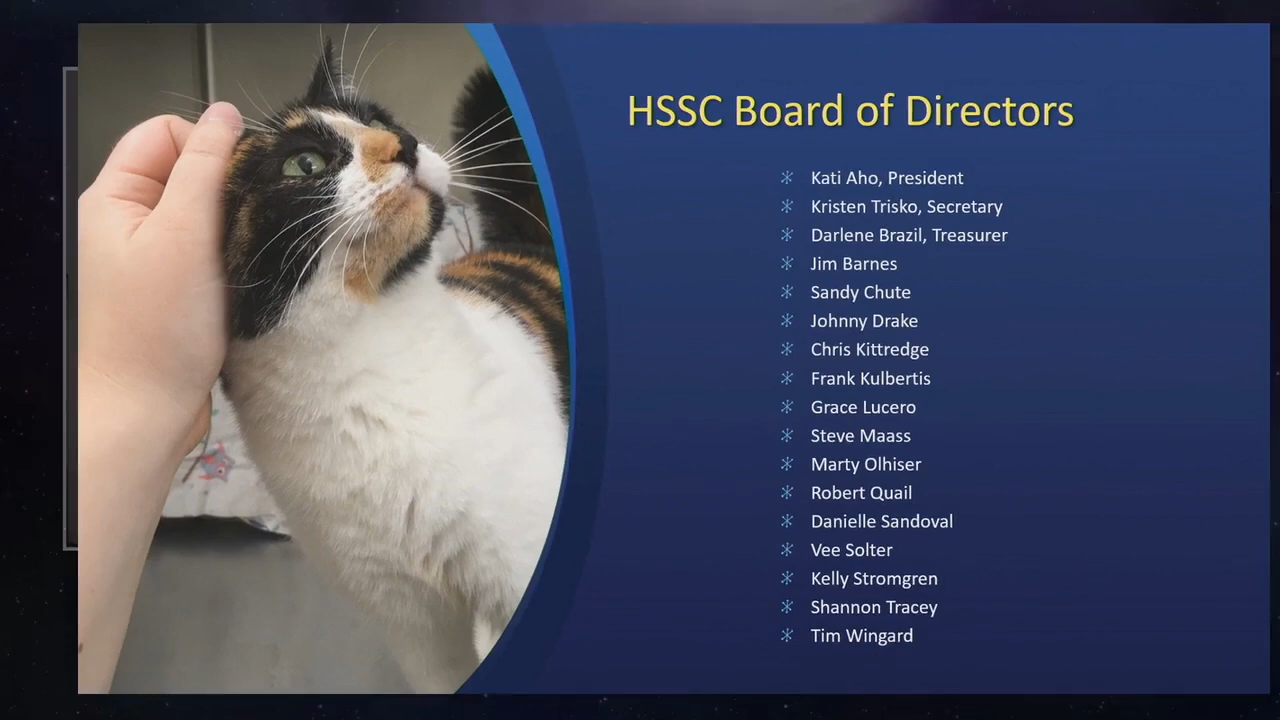 HSSC Board of Directors
Kati Aho, President
Kristen Trisko, Secretary
Darlene Brazil, Treasurer
Jim Barnes
Sandy Chute
Johnny Drake
Chris Kittredge
Frank Kulbertis
Grace Lucero
Steve Maass
Marty Olhiser
Robert Quail
Danielle Sandoval
Vee Solter
Kelly Stromgren
Shannon Tracey
Tim Wingard